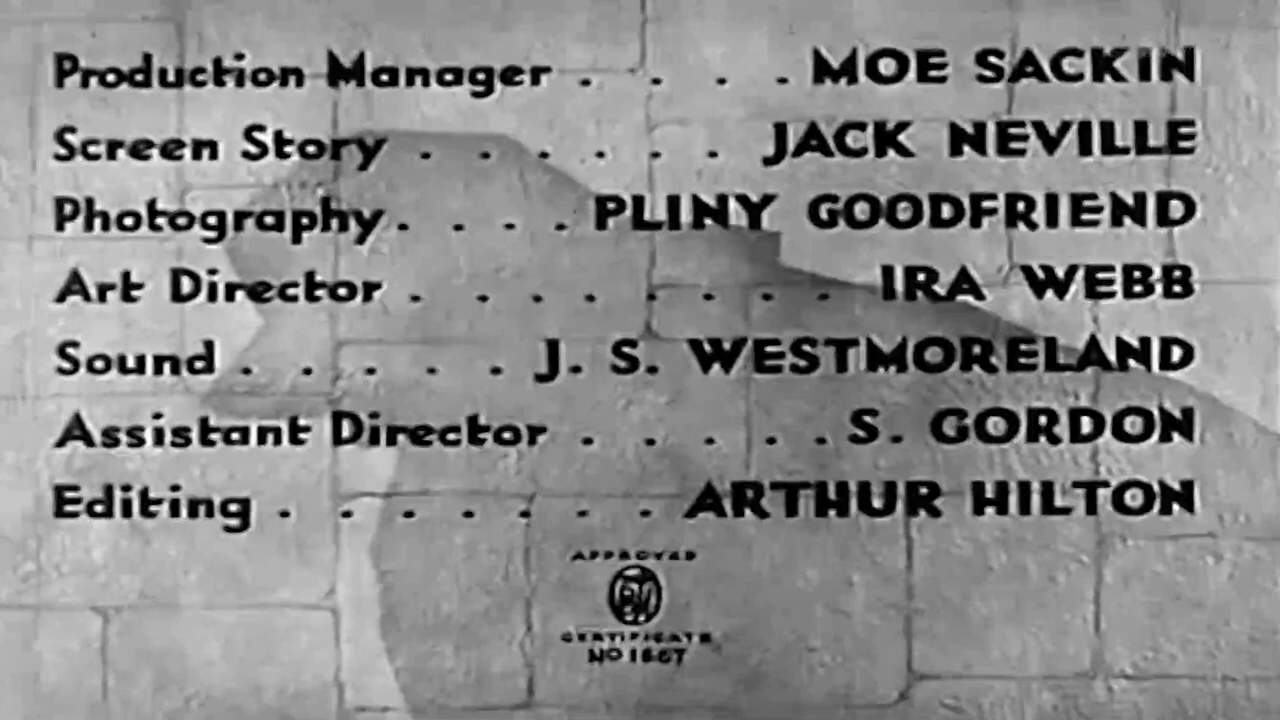 Production Manager . . . . MOE SACKIN
Screen Story . . . . . . JACK NEVILLE
Photography . . . . PLINY GOODFRIEND
Art Director . . . . . . . IRA WEBB
Sound . . . . . J. S. WESTMORELAND
Assistant Director . . . . . S. GORDON
Editing . . . . . . . ARTHUR HILTON
APPROVED
CERTIFICATE
NO